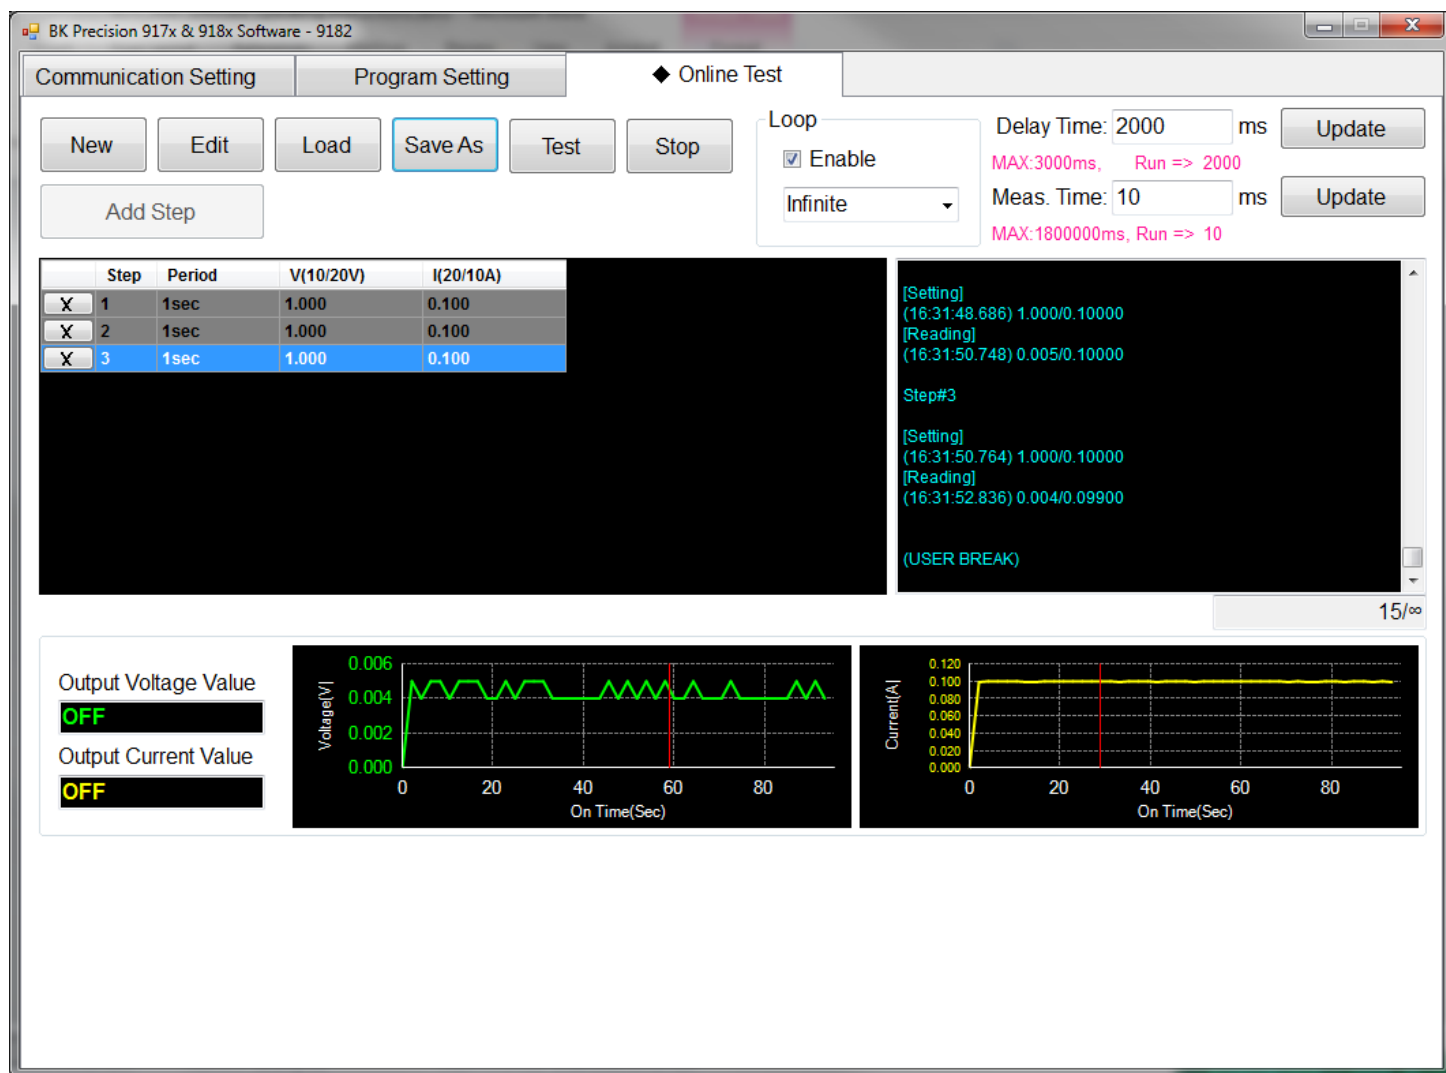 BK Precision 917x & 918x Software - 9182
Communication Setting
Program Setting
◆ Online Test
New
Edit
Load
Save As
Test
Stop
Add Step
Loop
Enable
Infinite
Delay Time: 2000 ms Update
MAX:3000ms, Run => 2000
Meas. Time: 10 ms Update
MAX:1800000ms, Run => 10
Step Period V(10/20V) I(20/10A)
X 1 1sec 1.000 0.100
X 2 1sec 1.000 0.100
X 3 1sec 1.000 0.100
[Setting]
(16:31:48.686) 1.000/0.10000
[Reading]
(16:31:50.748) 0.005/0.10000
Step#3
[Setting]
(16:31:50.764) 1.000/0.10000
[Reading]
(16:31:52.836) 0.004/0.09900
(USER BREAK)
15/∞
Output Voltage Value
OFF
Output Current Value
OFF
Voltage[V]
0.006
0.004
0.002
0.000
0 20 40 60 80
On Time(Sec)
Current[A]
0.120
0.100
0.080
0.060
0.040
0.020
0.000
0 20 40 60 80
On Time(Sec)